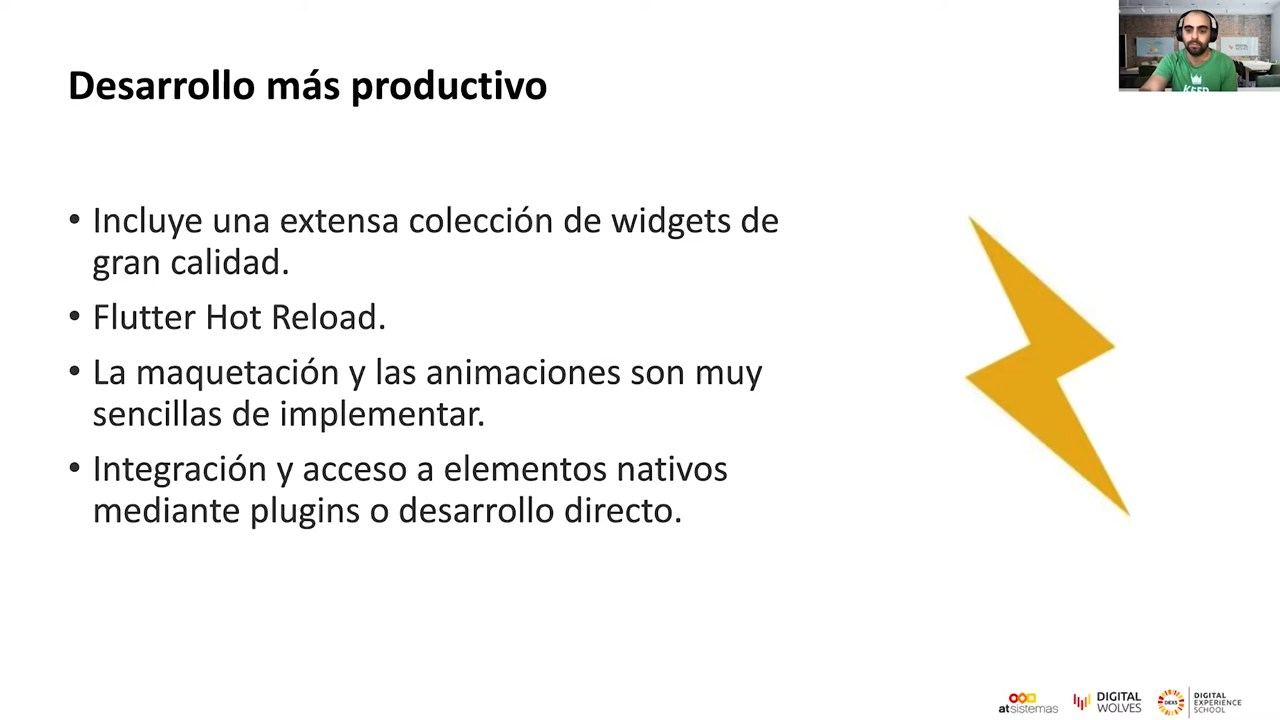 Desarrollo más productivo
• Incluye una extensa colección de widgets de
gran calidad.
• Flutter Hot Reload.
• La maquetación y las animaciones son muy
sencillas de implementar.
• Integración y acceso a elementos nativos
mediante plugins o desarrollo directo.
KEEP
atsistemas
DIGITAL
WOLVES
DEXS
DIGITAL
EXPERIENCE
SCHOOL